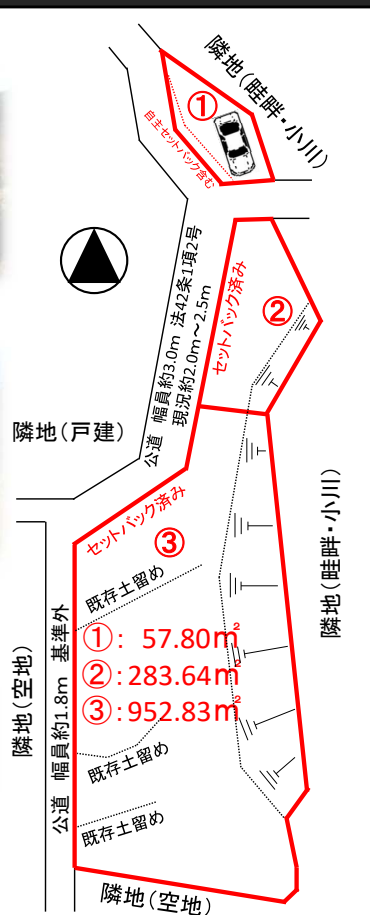 隣地(畦畔・小川)
①
自主セットバック含む
公道 幅員約3.0m 法42条1項2号
現況約2.0m～2.5m
セットバック済み
②
隣地(戸建)
セットバック済み
③
隣地(畦畔・小川)
既存土留め
①: 57.80㎡
②:283.64㎡
③:952.83㎡
隣地(空地)
公道 幅員約1.8m 基準外
既存土留め
既存土留め
隣地(空地)